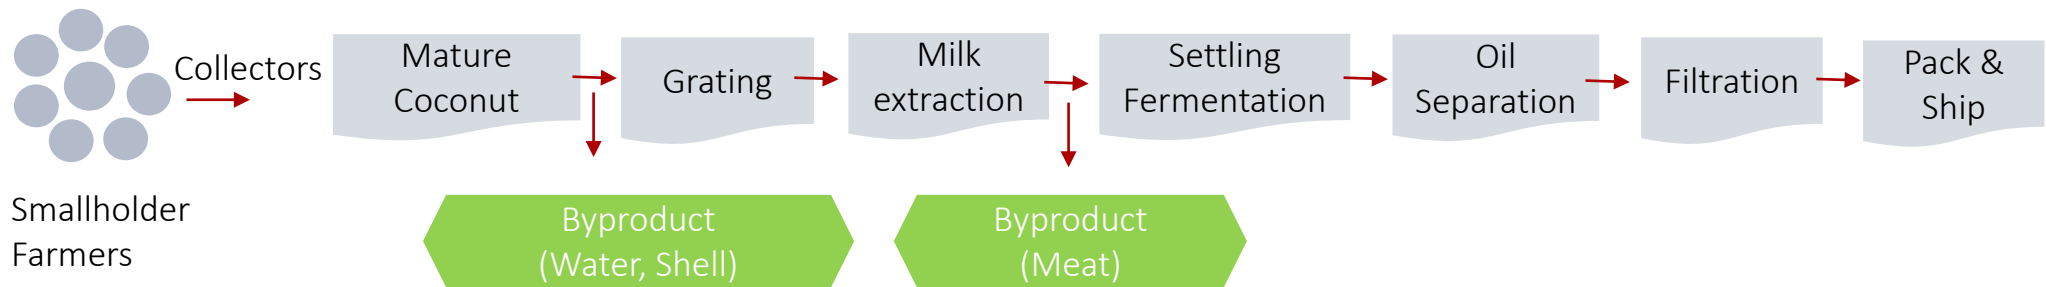 Smallholder
Farmers
Collectors
Mature
Coconut
Grating
Milk
extraction
Settling
Fermentation
Oil
Separation
Filtration
Pack &
Ship
Byproduct
(Water, Shell)
Byproduct
(Meat)